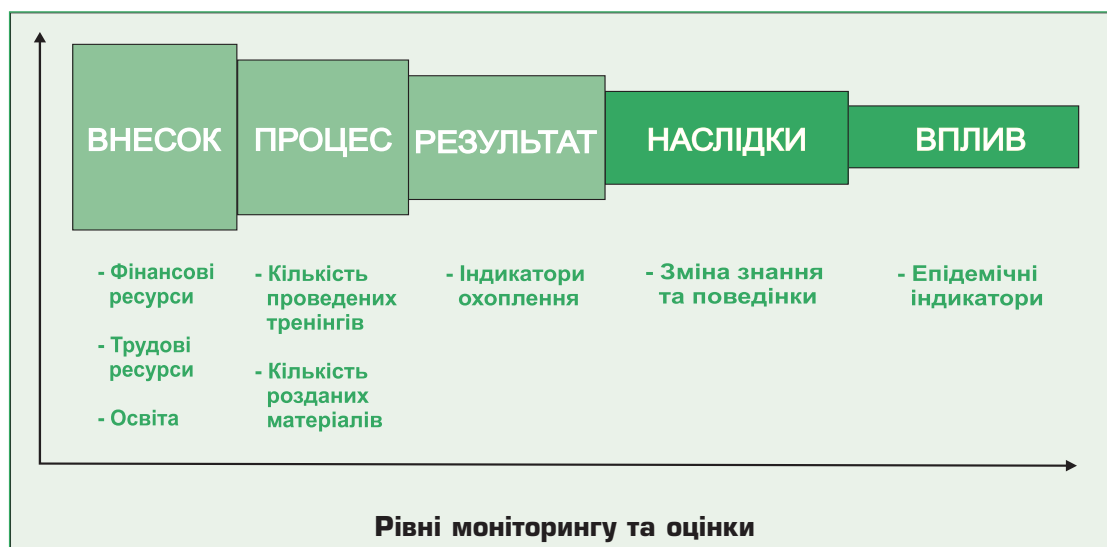 ВНЕСОК
ПРОЦЕС
РЕЗУЛЬТАТ
НАСЛІДКИ
ВПЛИВ
- Фінансові
ресурси
- Трудові
ресурси
- Освіта
- Кількість
проведених
тренінгів
- Кількість
розданих
матеріалів
- Індикатори
охоплення
- Зміна знання
та поведінки
- Епідемічні
індикатори
Рівні моніторингу та оцінки